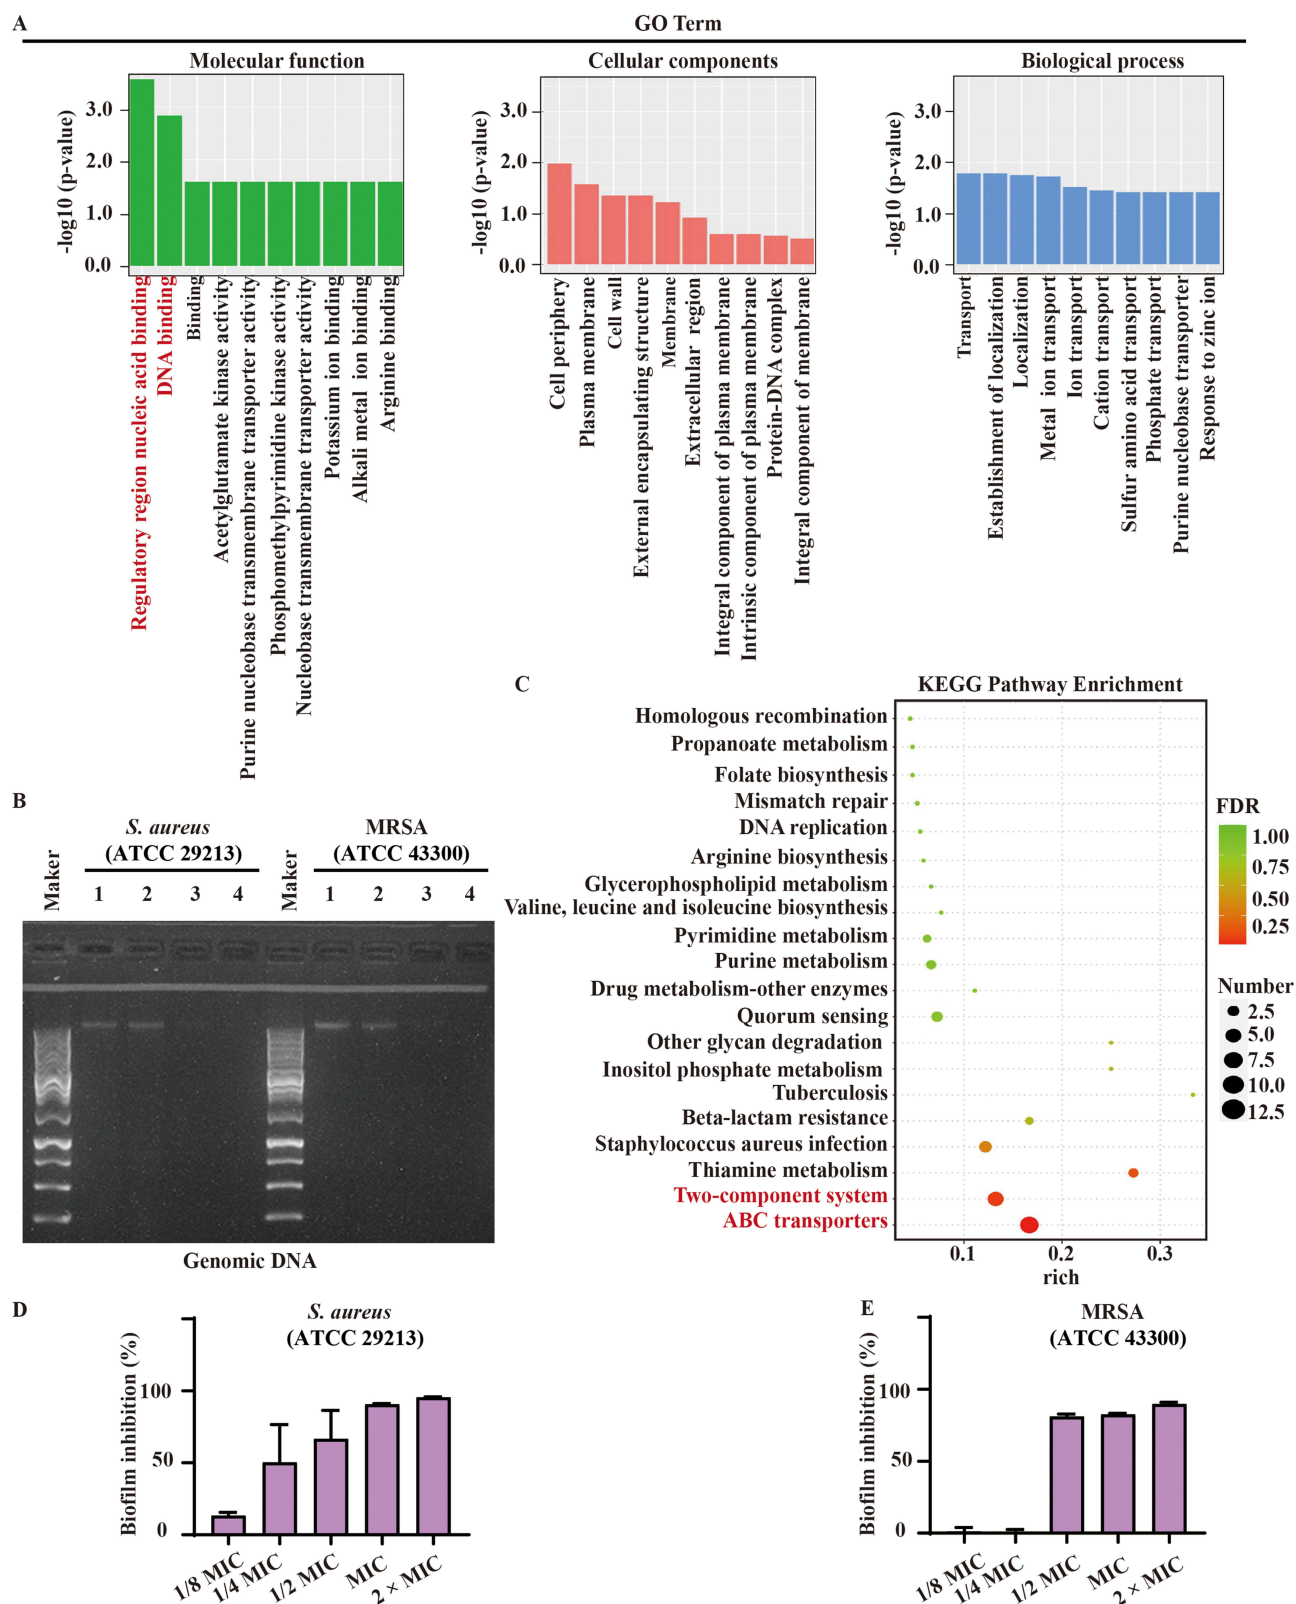 A
GO Term
Molecular function
-log10 (p-value)
3.0
2.0
1.0
0.0
Regulatory region nucleic acid binding
DNA binding
Binding
Acetylglutamate kinase activity
Purine nucleobase transmembrane transporter activity
Phosphomethylpyrimidine kinase activity
Nucleobase transmembrane transporter activity
Potassium ion binding
Alkali metal ion binding
Arginine binding
Cellular components
-log10 (p-value)
3.0
2.0
1.0
0.0
Cell periphery
Plasma membrane
Cell wall
External encapsulating structure
Membrane
Extracellular region
Integral component of plasma membrane
Intrinsic component of plasma membrane
Protein-DNA complex
Integral component of membrane
Biological process
-log10 (p-value)
3.0
2.0
1.0
0.0
Transport
Establishment of localization
Localization
Metal ion transport
Ion transport
Cation transport
Sulfur amino acid transport
Phosphate transport
Purine nucleobase transporter
Response to zinc ion
B
Maker
S. aureus
(ATCC 29213)
1 2 3 4
Maker
MRSA
(ATCC 43300)
1 2 3 4
Genomic DNA
C
KEGG Pathway Enrichment
Homologous recombination
Propanoate metabolism
Folate biosynthesis
Mismatch repair
DNA replication
Arginine biosynthesis
Glycerophospholipid metabolism
Valine, leucine and isoleucine biosynthesis
Pyrimidine metabolism
Purine metabolism
Drug metabolism-other enzymes
Quorum sensing
Other glycan degradation
Inositol phosphate metabolism
Tuberculosis
Beta-lactam resistance
Staphylococcus aureus infection
Thiamine metabolism
Two-component system
ABC transporters
0.1 0.2 0.3
rich
FDR
1.00
0.75
0.50
0.25
Number
2.5
5.0
7.5
10.0
12.5
D
S. aureus
(ATCC 29213)
Biofilm inhibition (%)
100
50
0
1/8 MIC
1/4 MIC
1/2 MIC
MIC
2 × MIC
E
MRSA
(ATCC 43300)
Biofilm inhibition (%)
100
50
0
1/8 MIC
1/4 MIC
1/2 MIC
MIC
2 × MIC